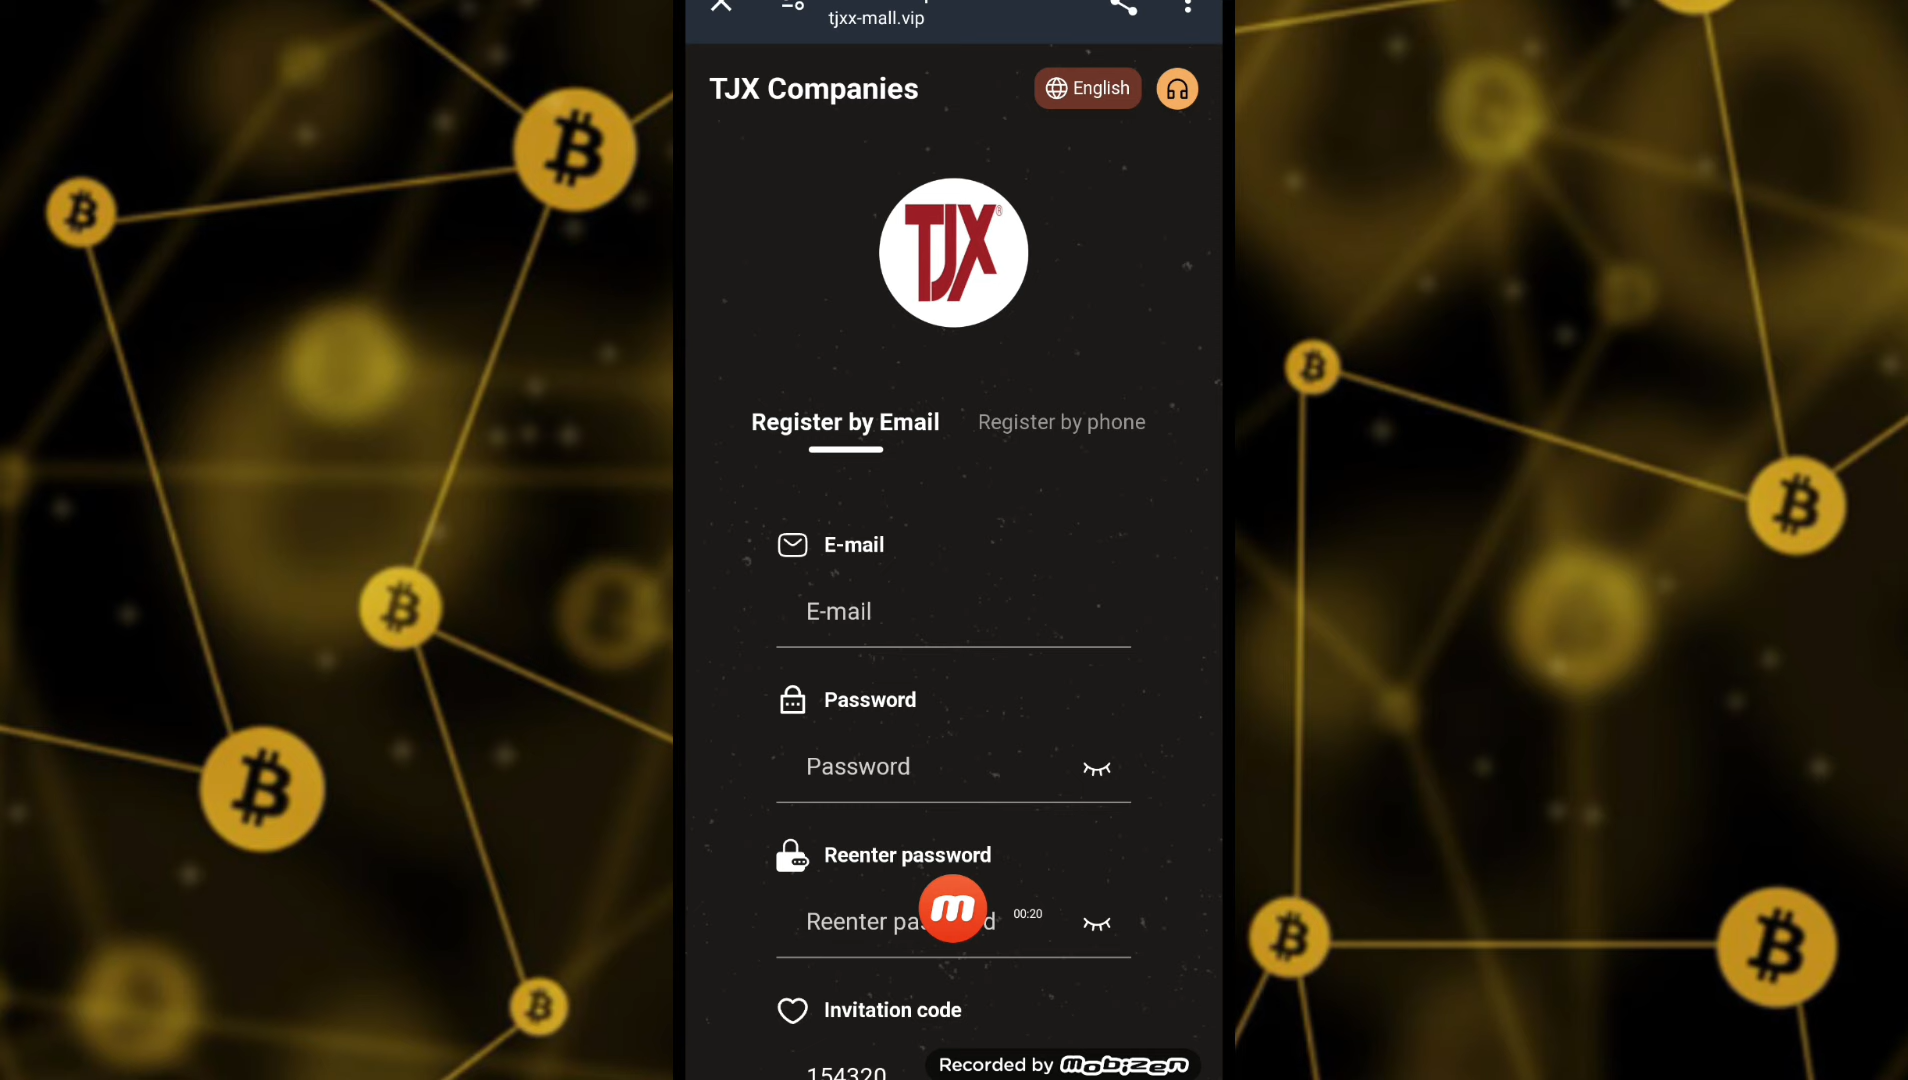 tjxx-mall.vip
TJX Companies
English
TJX®
Register by Email
Register by phone
E-mail
E-mail
Password
Password
Reenter password
Reenter pas d
m
00:20
Invitation code
154320
Recorded by Mobizen